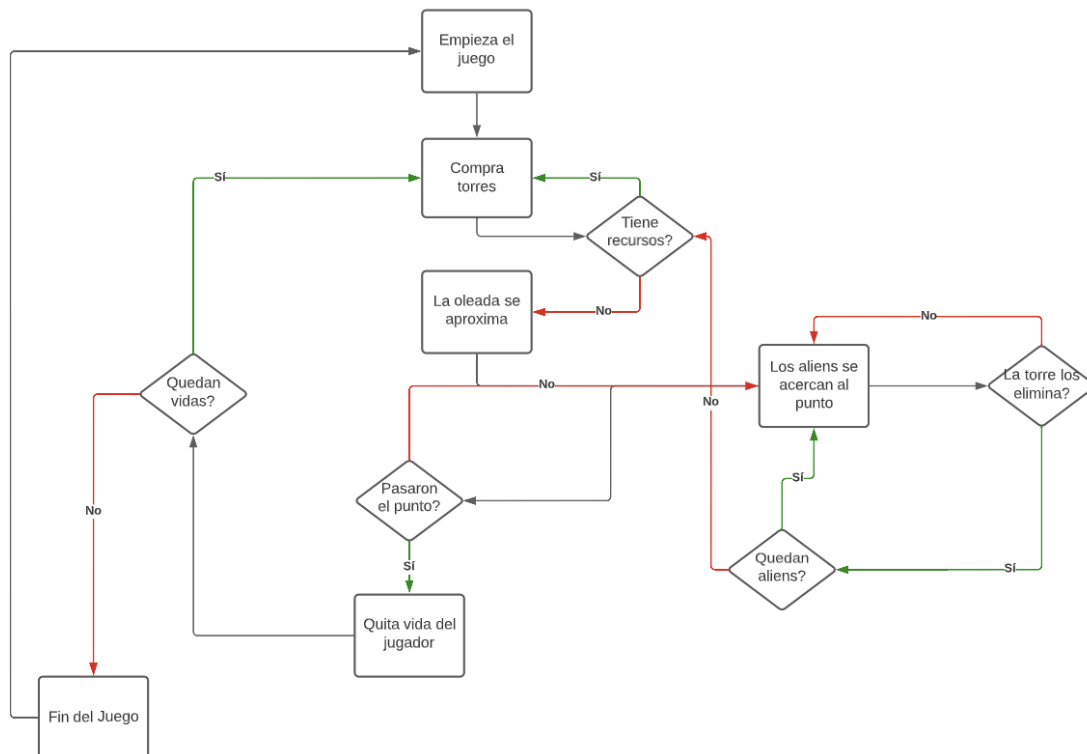 Empieza el
juego
Compra
torres
Sí
Sí
Tiene
recursos?
La oleada se
aproxima
No
No
Los aliens se
acercan al
punto
La torre los
elimina?
Quedan
vidas?
No
No
Pasaron
el punto?
Sí
Quedan
aliens?
Sí
Sí
No
Quita vida del
jugador
Fin del Juego